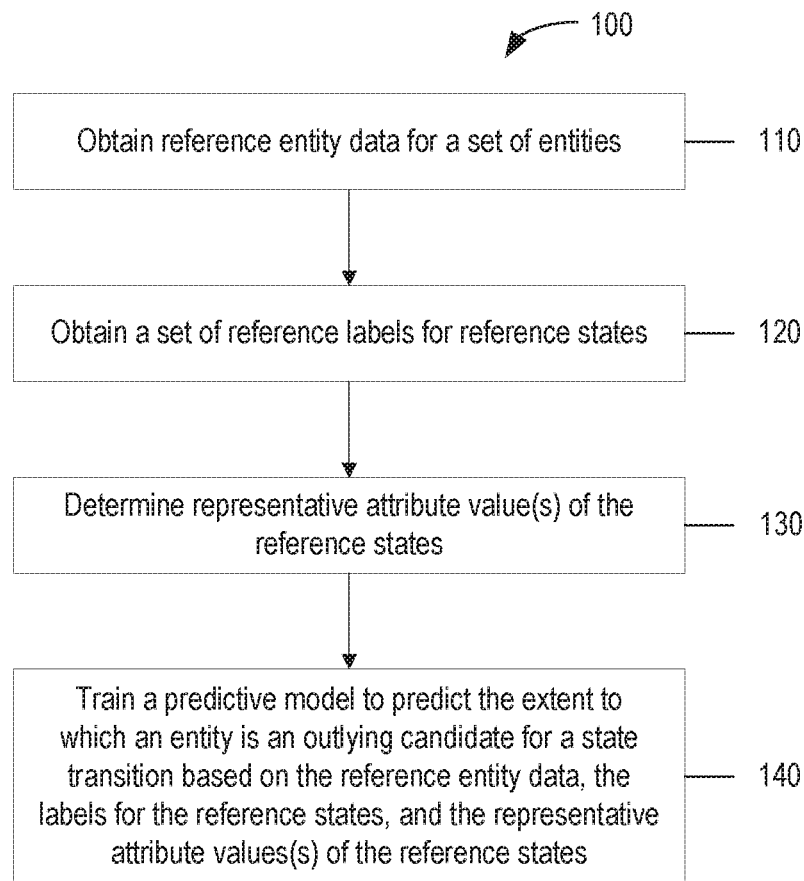 100
Obtain reference entity data for a set of entities
110
Obtain a set of reference labels for reference states
120
Determine representative attribute value(s) of the
reference states
130
Train a predictive model to predict the extent to
which an entity is an outlying candidate for a state
transition based on the reference entity data, the
labels for the reference states, and the representative
attribute values(s) of the reference states
140